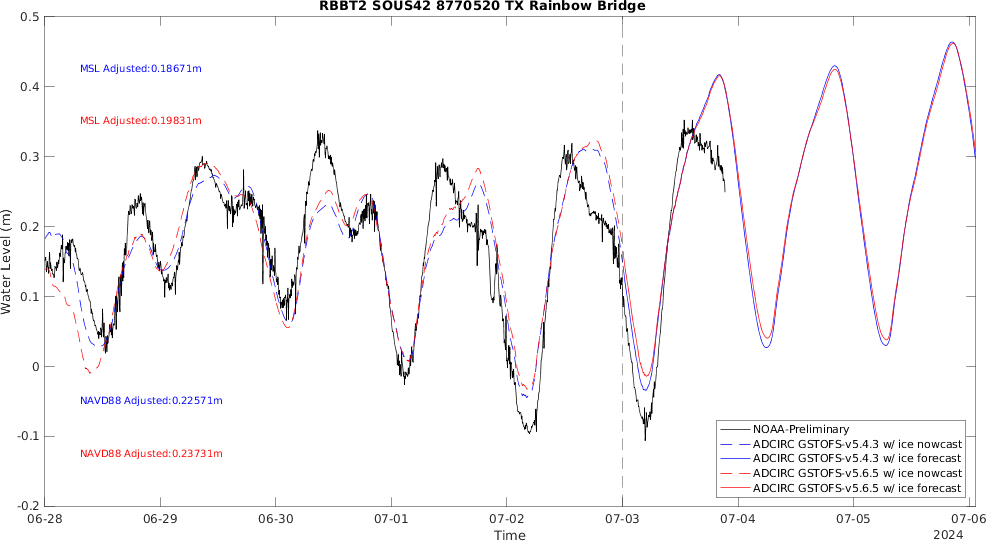 RBBT2 SOUS42 8770520 TX Rainbow Bridge
0.5
0.4
0.3
0.2
0.1
0
-0.1
-0.2
Water Level (m)
MSL Adjusted:0.18671m
MSL Adjusted:0.19831m
NAVD88 Adjusted:0.22571m
NAVD88 Adjusted:0.23731m
NOAA-Preliminary
ADCIRC GSTOFS-v5.4.3 w/ ice nowcast
ADCIRC GSTOFS-v5.4.3 w/ ice forecast
ADCIRC GSTOFS-v5.6.5 w/ ice nowcast
ADCIRC GSTOFS-v5.6.5 w/ ice forecast
06-28 06-29 06-30 07-01 07-02 07-03 07-04 07-05 07-06
Time
2024